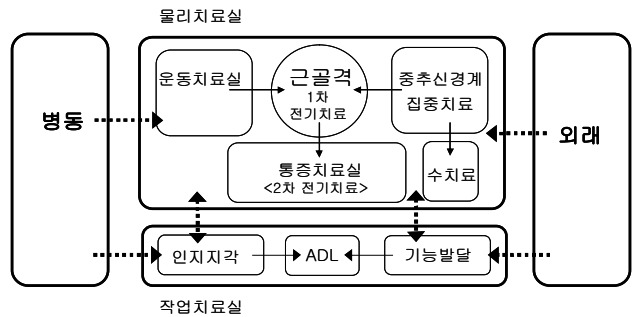 물리치료실
운동치료실
근골격
1차
전기치료
중추신경계
집중치료
병동
외래
통증치료실
<2차 전기치료>
수치료
인지지각
ADL
기능발달
작업치료실